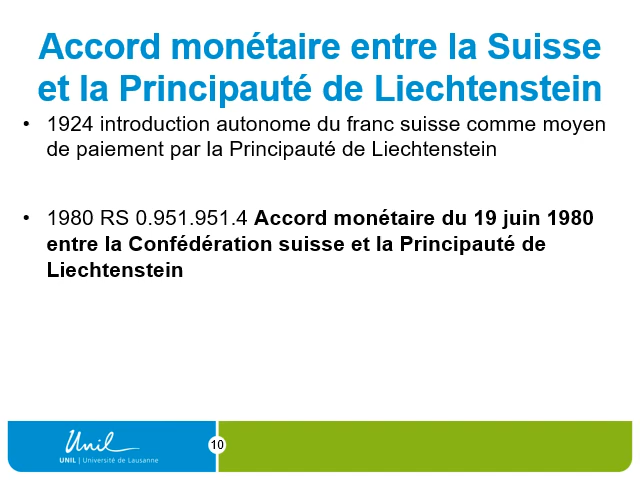 Accord monétaire entre la Suisse
et la Principauté de Liechtenstein
• 1924 introduction autonome du franc suisse comme moyen
de paiement par la Principauté de Liechtenstein
• 1980 RS 0.951.951.4 Accord monétaire du 19 juin 1980
entre la Confédération suisse et la Principauté de
Liechtenstein
Unil
UNIL | Université de Lausanne
10